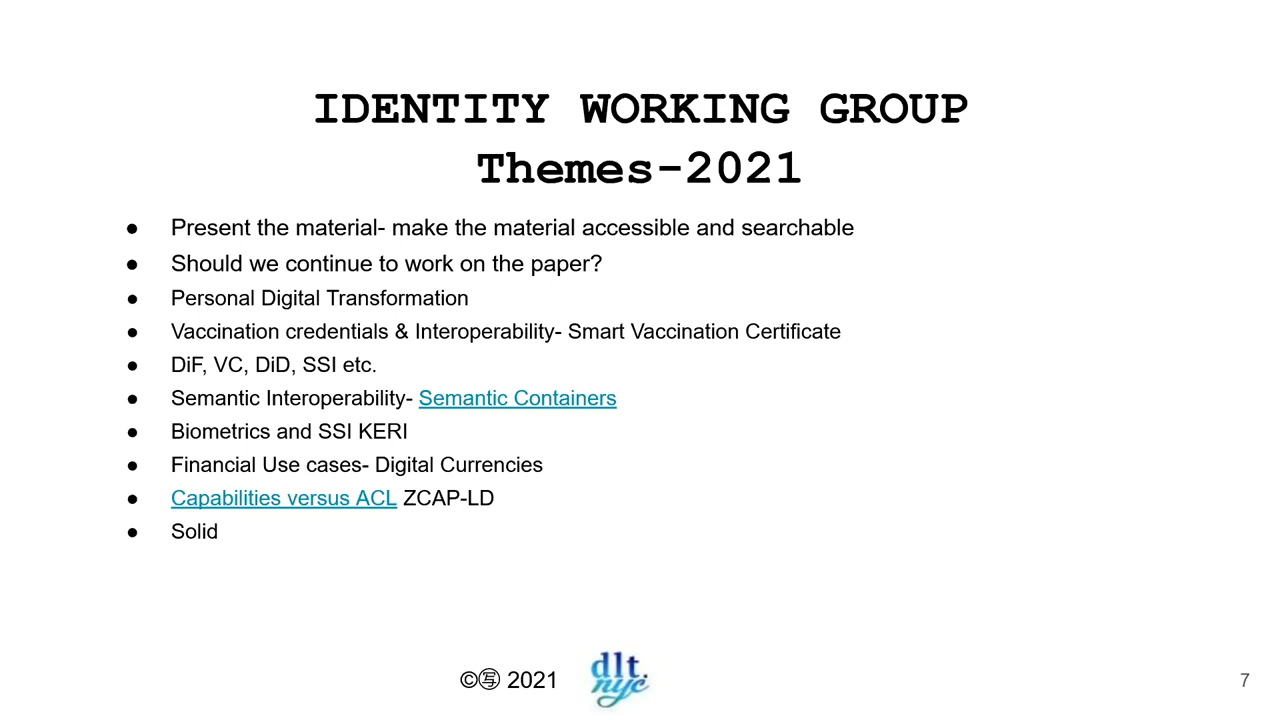 IDENTITY WORKING GROUP
Themes-2021
● Present the material- make the material accessible and searchable
● Should we continue to work on the paper?
● Personal Digital Transformation
● Vaccination credentials & Interoperability- Smart Vaccination Certificate
● DiF, VC, DiD, SSI etc.
● Semantic Interoperability- Semantic Containers
● Biometrics and SSI KERI
● Financial Use cases- Digital Currencies
● Capabilities versus ACL ZCAP-LD
● Solid
©㊢ 2021
dlt.
nyc
7